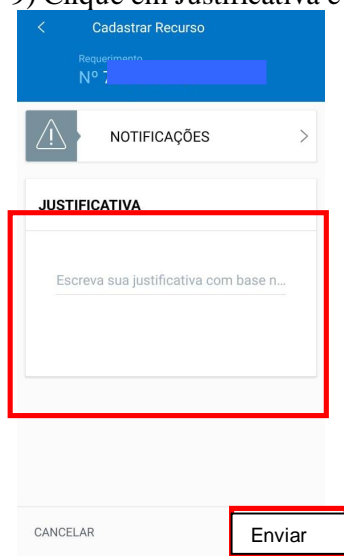 9) Clique em Justificativa e
Cadastrar Recurso
Requerimento
Nº 7
NOTIFICAÇÕES
JUSTIFICATIVA
Escreva sua justificativa com base n...
CANCELAR
Enviar